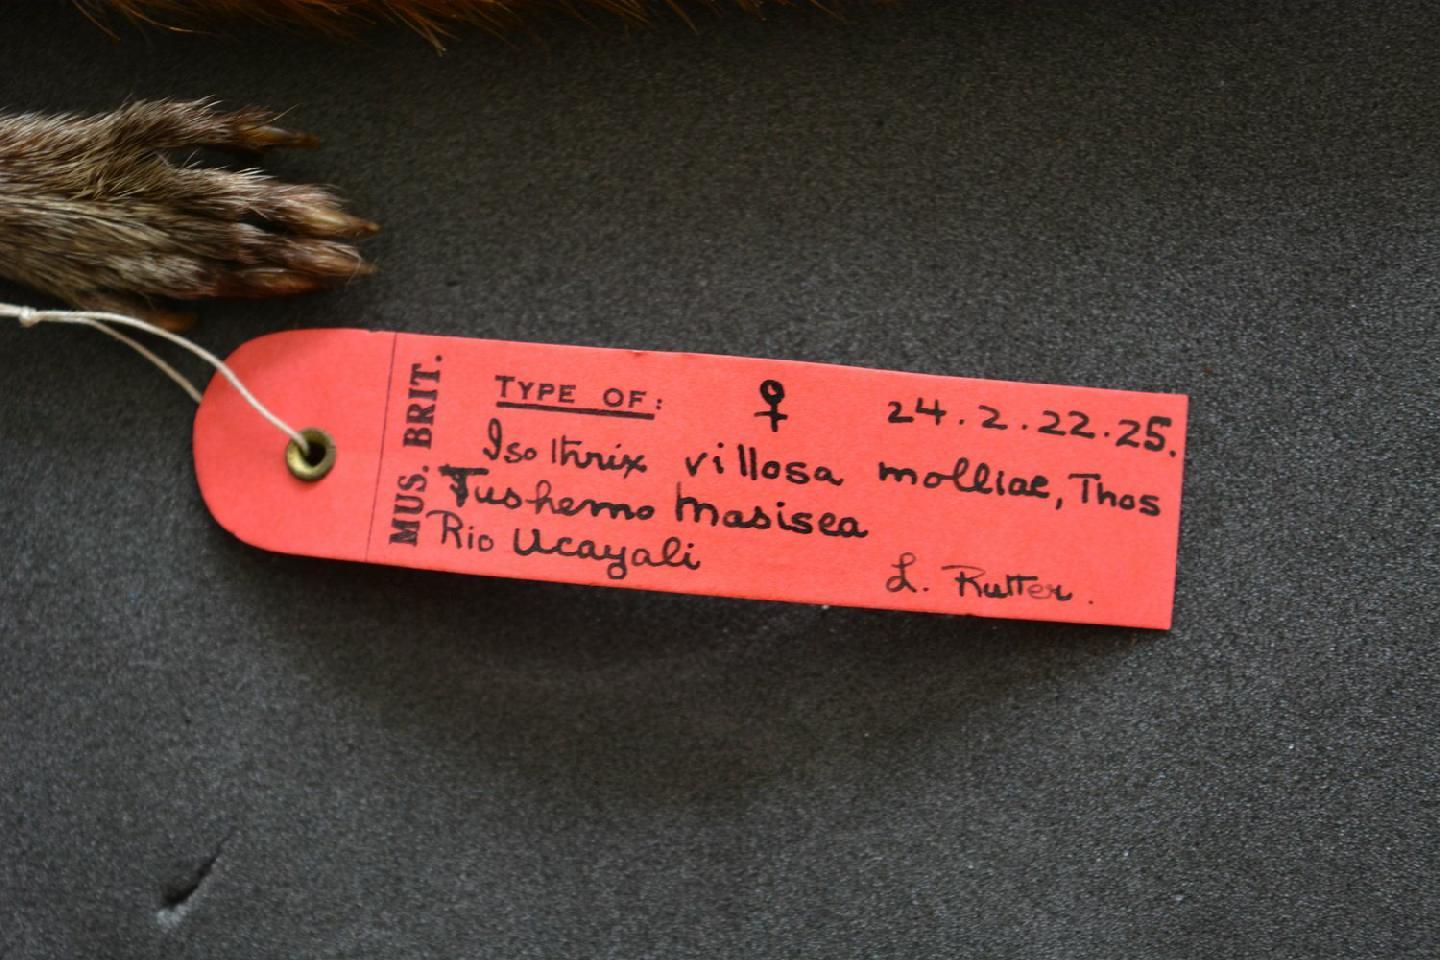 MUS. BRIT.
TYPE OF: ♀ 24.2.22.25.
Isothrix villosa molliae, Thos
Tushemo Masisea
Rio Ucayali
L. Rutter.